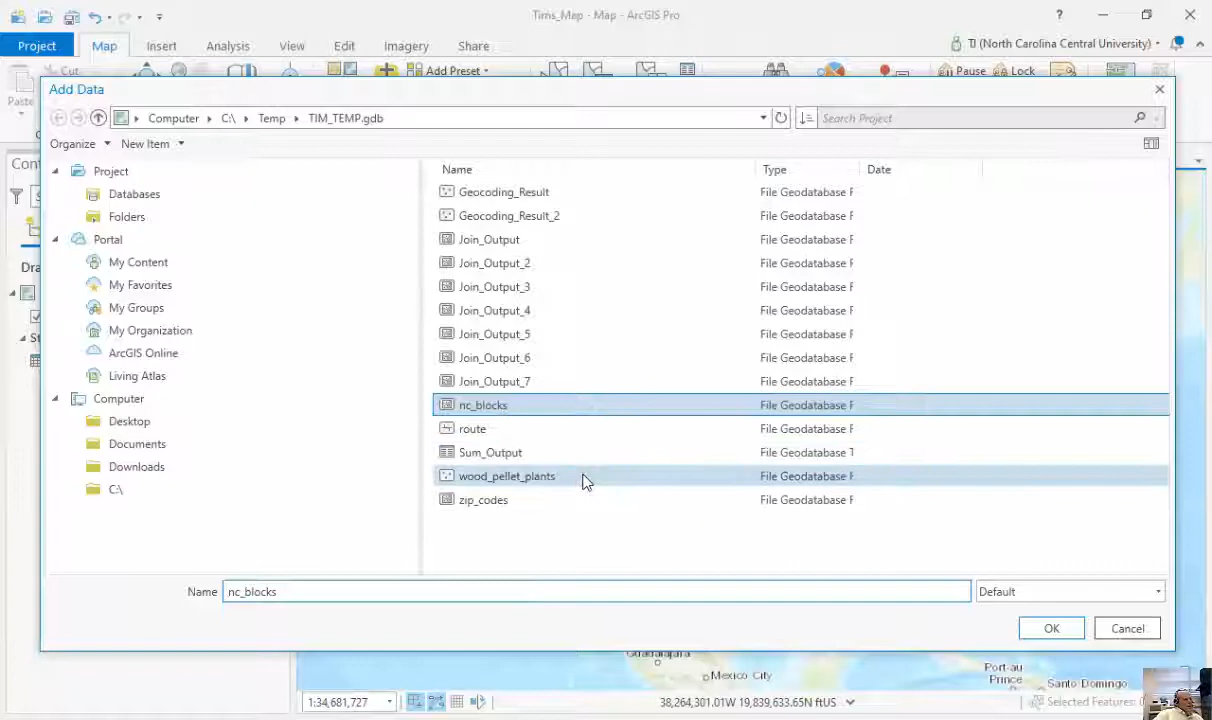 Tims_Map - Map - ArcGIS Pro
?
Project Map Insert Analysis View Edit Imagery Share
TJ (North Carolina Central University)
Paste Cut Add Preset Pause Lock
Add Data
Computer C:\ Temp TIM_TEMP.gdb
Search Project
Organize New Item
Name Type Date
Project
Databases
Folders
Portal
My Content
My Favorites
My Groups
My Organization
ArcGIS Online
Living Atlas
Computer
Desktop
Documents
Downloads
C:\
Geocoding_Result File Geodatabase F
Geocoding_Result_2 File Geodatabase F
Join_Output File Geodatabase F
Join_Output_2 File Geodatabase F
Join_Output_3 File Geodatabase F
Join_Output_4 File Geodatabase F
Join_Output_5 File Geodatabase F
Join_Output_6 File Geodatabase F
Join_Output_7 File Geodatabase F
nc_blocks File Geodatabase F
route File Geodatabase F
Sum_Output File Geodatabase T
wood_pellet_plants File Geodatabase F
zip_codes File Geodatabase F
Name nc_blocks Default
OK Cancel
Con
Dra
St
Guadalajara
Mexico City
Port-au
Prince
Santo Domingo
1:34,681,727
38,264,301.01W 19,839,633.65N ftUS
Selected Features: